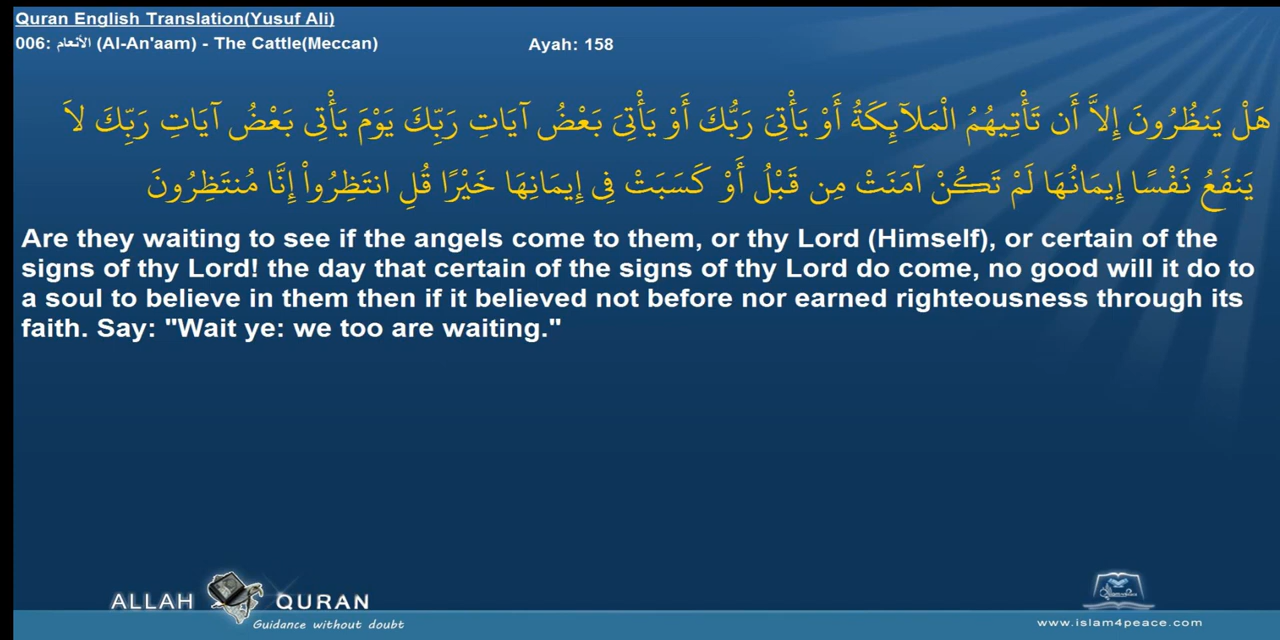 Quran English Translation(Yusuf Ali)
006: الأنعام (Al-An'aam) - The Cattle(Meccan)
Ayah: 158
هَلْ يَنظُرُونَ إِلاَّ أَن تَأْتِيهُمُ الْمَلآئِكَةُ أَوْ يَأْتِيَ رَبُّكَ أَوْ يَأْتِيَ بَعْضُ آيَاتِ رَبِّكَ يَوْمَ يَأْتِي بَعْضُ آيَاتِ رَبِّكَ لاَ
يَنفَعُ نَفْسًا إِيمَانُهَا لَمْ تَكُنْ آمَنَتْ مِن قَبْلُ أَوْ كَسَبَتْ فِي إِيمَانِهَا خَيْرًا قُلِ انتَظِرُواْ إِنَّا مُنتَظِرُونَ
Are they waiting to see if the angels come to them, or thy Lord (Himself), or certain of the
signs of thy Lord! the day that certain of the signs of thy Lord do come, no good will it do to
a soul to believe in them then if it believed not before nor earned righteousness through its
faith. Say: "Wait ye: we too are waiting."
ALLAH QURAN
Guidance without doubt
www.islam4peace.com